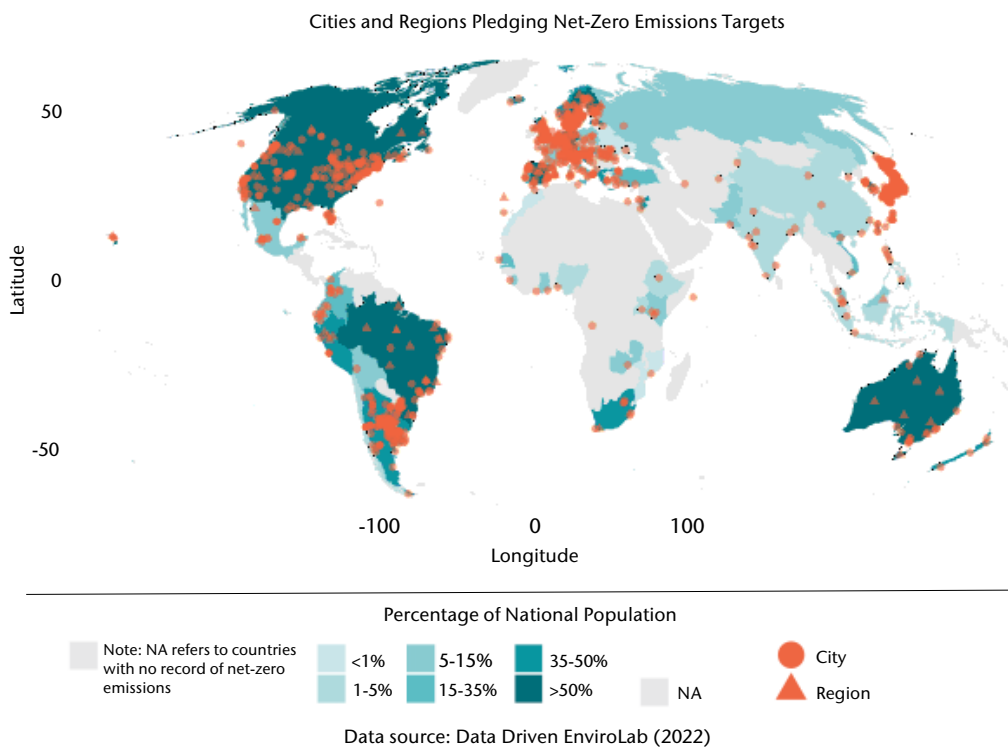 Cities and Regions Pledging Net-Zero Emissions Targets
50
0
-50
Latitude
-100
0
100
Longitude
Percentage of National Population
Note: NA refers to countries
with no record of net-zero
emissions
<1%
5-15%
35-50%
1-5%
15-35%
>50%
NA
City
Region
Data source: Data Driven EnviroLab (2022)